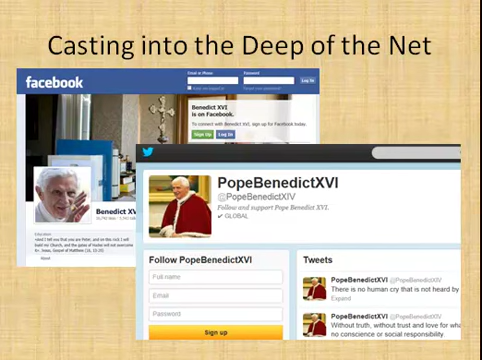 Casting into the Deep of the Net
facebook
Email or Phone
Password
Log In
Benedict XVI
is on Facebook.
To connect with Benedict XVI, sign up for Facebook today.
Sign Up
Log In
Benedict XV
PopeBenedictXVI
@PopeBenedictXIV
Follow and support Pope Benedict XVI.
✔ GLOBAL
Follow PopeBenedictXVI
Full name
Email
Password
Sign up
Tweets
PopeBenedictXVI @PopeBenedictXIV
There is no human cry that is not heard by
Expand
PopeBenedictXVI @PopeBenedictXIV
Without truth, without trust and love for wha
no conscience or social responsibility